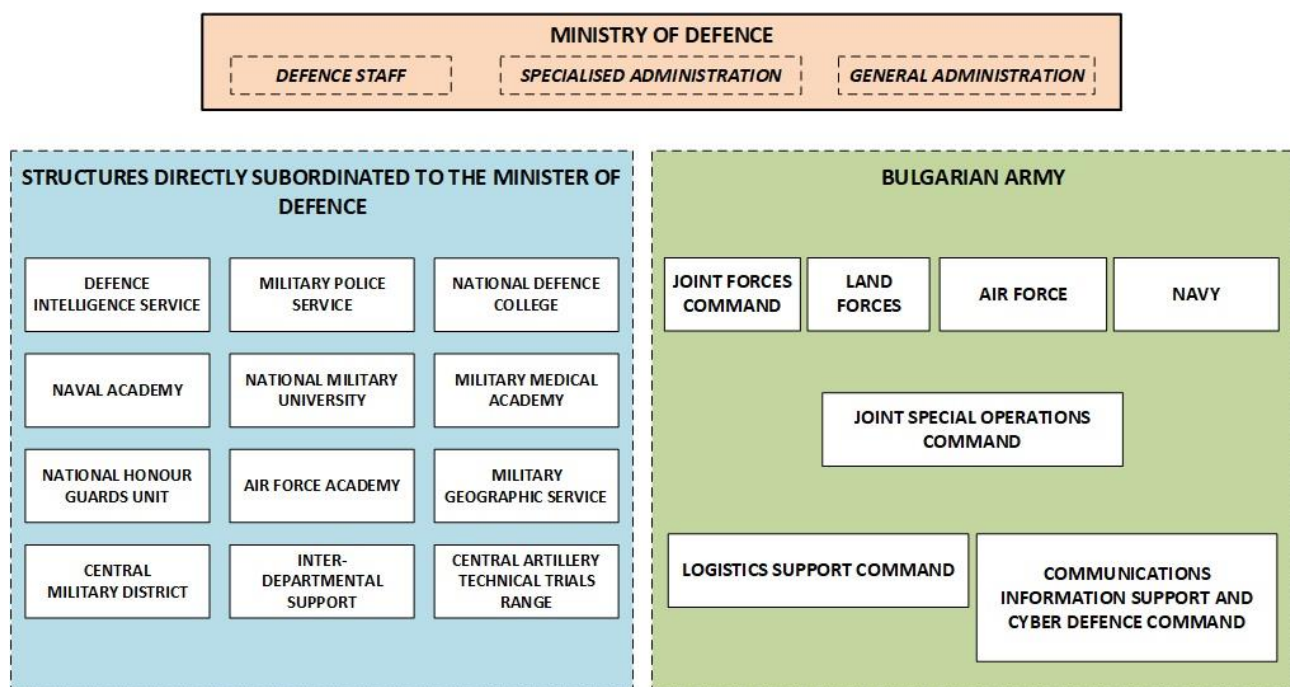 MINISTRY OF DEFENCE
DEFENCE STAFF
SPECIALISED ADMINISTRATION
GENERAL ADMINISTRATION
STRUCTURES DIRECTLY SUBORDINATED TO THE MINISTER OF
DEFENCE
DEFENCE
INTELLIGENCE SERVICE
MILITARY POLICE
SERVICE
NATIONAL DEFENCE
COLLEGE
NAVAL ACADEMY
NATIONAL MILITARY
UNIVERSITY
MILITARY MEDICAL
ACADEMY
NATIONAL HONOUR
GUARDS UNIT
AIR FORCE ACADEMY
MILITARY
GEOGRAPHIC SERVICE
CENTRAL
MILITARY DISTRICT
INTER-
DEPARTMENTAL
SUPPORT
CENTRAL ARTILLERY
TECHNICAL TRIALS
RANGE
BULGARIAN ARMY
JOINT FORCES
COMMAND
LAND
FORCES
AIR FORCE
NAVY
JOINT SPECIAL OPERATIONS
COMMAND
LOGISTICS SUPPORT COMMAND
COMMUNICATIONS
INFORMATION SUPPORT AND
CYBER DEFENCE COMMAND